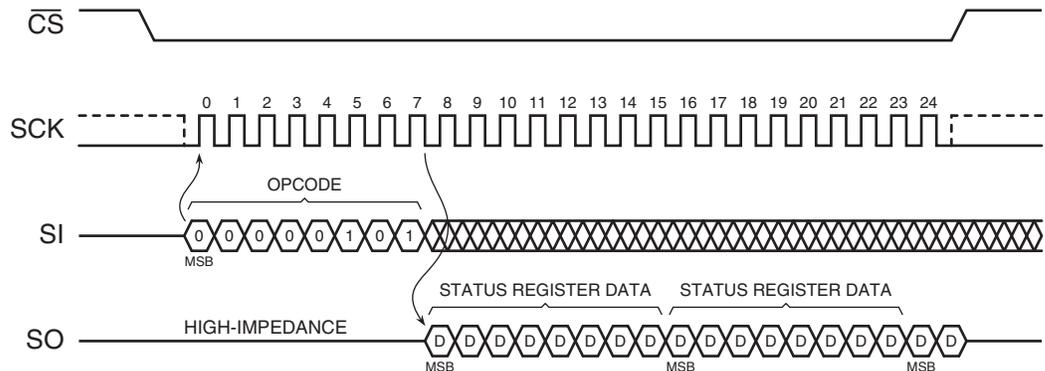 CS
0 1 2 3 4 5 6 7 8 9 10 11 12 13 14 15 16 17 18 19 20 21 22 23 24
SCK
OPCODE
SI 0 0 0 0 0 1 0 1
MSB
STATUS REGISTER DATA STATUS REGISTER DATA
HIGH-IMPEDANCE
SO D D D D D D D D D D D D D D D D D D
MSB MSB MSB